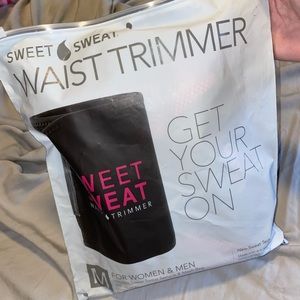 SWEET SWEAT
WAIST TRIMMER
GET
YOUR
SWEAT
ON
WEET
WEAT
TRIMMER
M
FOR WOMEN & MEN